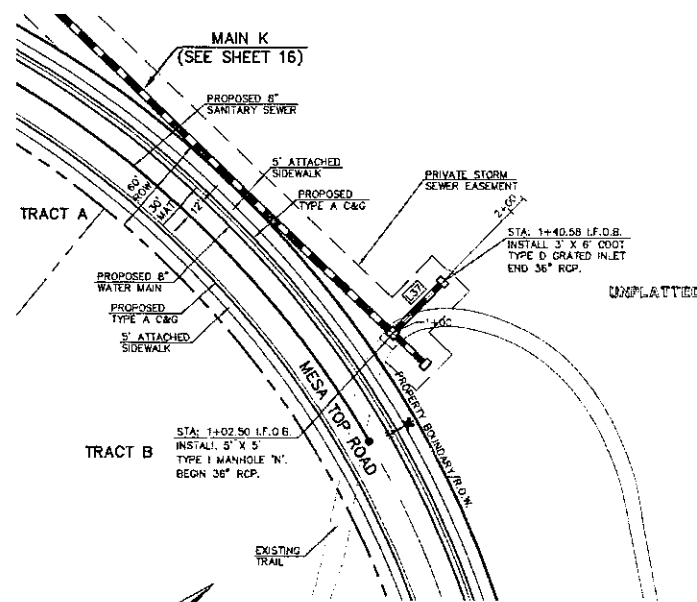 MAIN K
(SEE SHEET 16)
PROPOSED 8"
SANITARY SEWER
5' ATTACHED
SIDEWALK
PRIVATE STORM
SEWER EASEMENT
60'
ROW
30'
MAT
12'
PROPOSED
TYPE A C&G
TRACT A
2+00
STA: 1+40.58 I.F.O.B.
INSTALL 3' X 6' CDOT
TYPE D GRATED INLET
END 36" RCP.
L37
UNPLATTED
PROPOSED 8"
WATER MAIN
PROPOSED
TYPE A C&G
5' ATTACHED
SIDEWALK
MESA TOP ROAD
PROPERTY BOUNDARY/R.O.W.
TRACT B
STA: 1+02.50 I.F.O.B.
INSTALL 5' X 5'
TYPE I MANHOLE 'N'.
BEGIN 36" RCP.
EXISTING
TRAIL